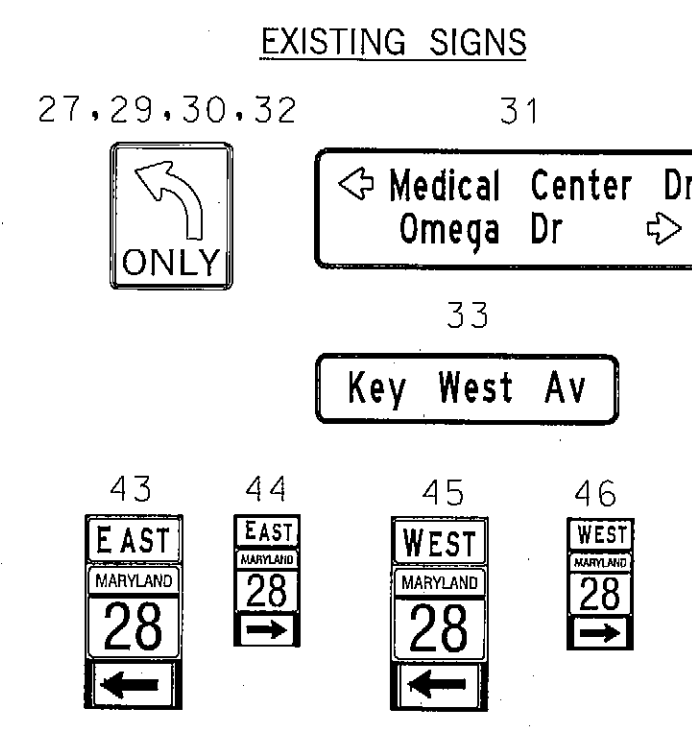 EXISTING SIGNS
27,29,30,32
31
ONLY
Medical Center Dr
Omega Dr
33
Key West Av
43
44
45
46
EAST
MARYLAND
28
EAST
MARYLAND
28
WEST
MARYLAND
28
WEST
MARYLAND
28